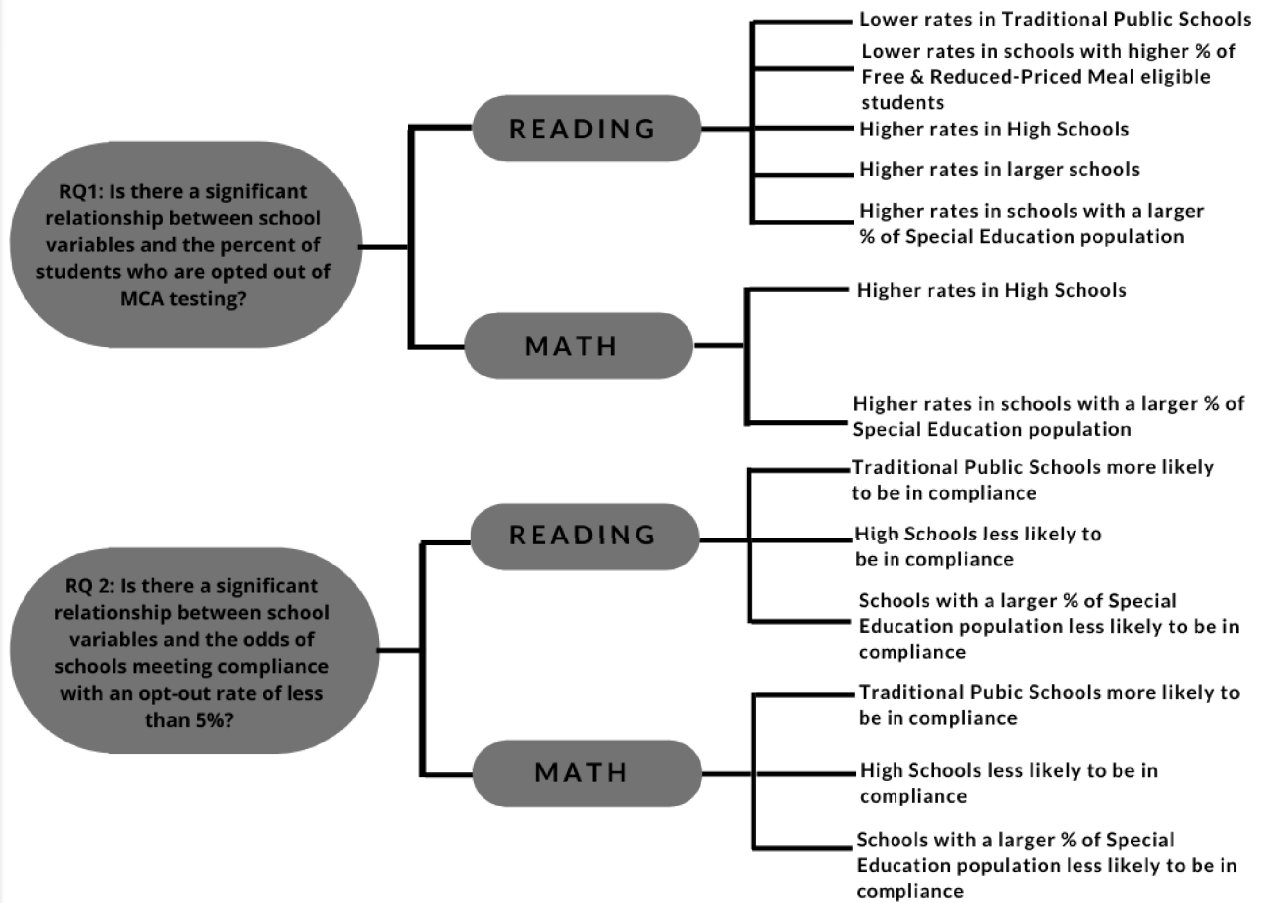 RQ1: Is there a significant
relationship between school
variables and the percent of
students who are opted out of
MCA testing?
READING
Lower rates in Traditional Public Schools
Lower rates in schools with higher % of
Free & Reduced-Priced Meal eligible
students
Higher rates in High Schools
Higher rates in larger schools
Higher rates in schools with a larger
% of Special Education population
MATH
Higher rates in High Schools
Higher rates in schools with a larger % of
Special Education population
RQ 2: Is there a significant
relationship between school
variables and the odds of
schools meeting compliance
with an opt-out rate of less
than 5%?
READING
Traditional Public Schools more likely
to be in compliance
High Schools less likely to
be in compliance
Schools with a larger % of Special
Education population less likely to be in
compliance
MATH
Traditional Pubic Schools more likely to
be in compliance
High Schools less likely to be in
compliance
Schools with a larger % of Special
Education population less likely to be in
compliance